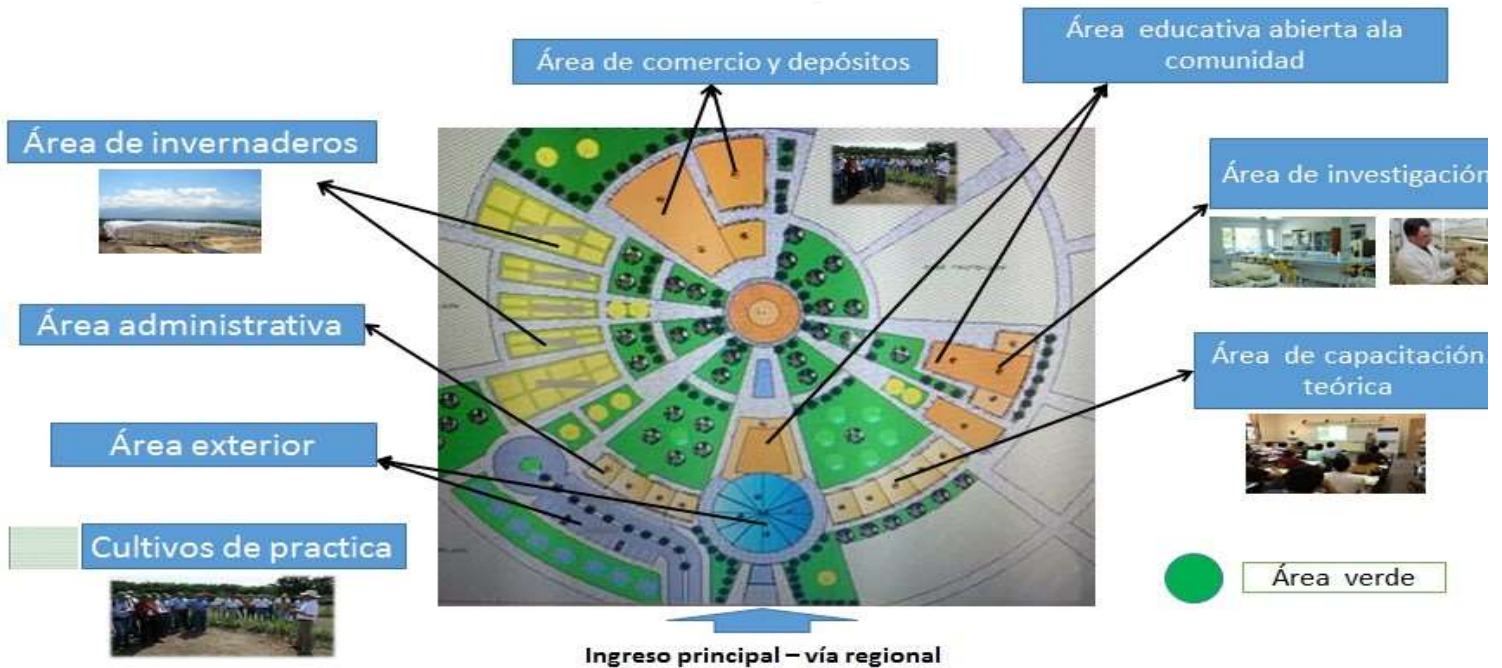 Área de comercio y depósitos
Área educativa abierta ala
comunidad
Área de invernaderos
Área de investigación
Área administrativa
Área de capacitación
teórica
Área exterior
Cultivos de practica
Área verde
Ingreso principal – vía regional